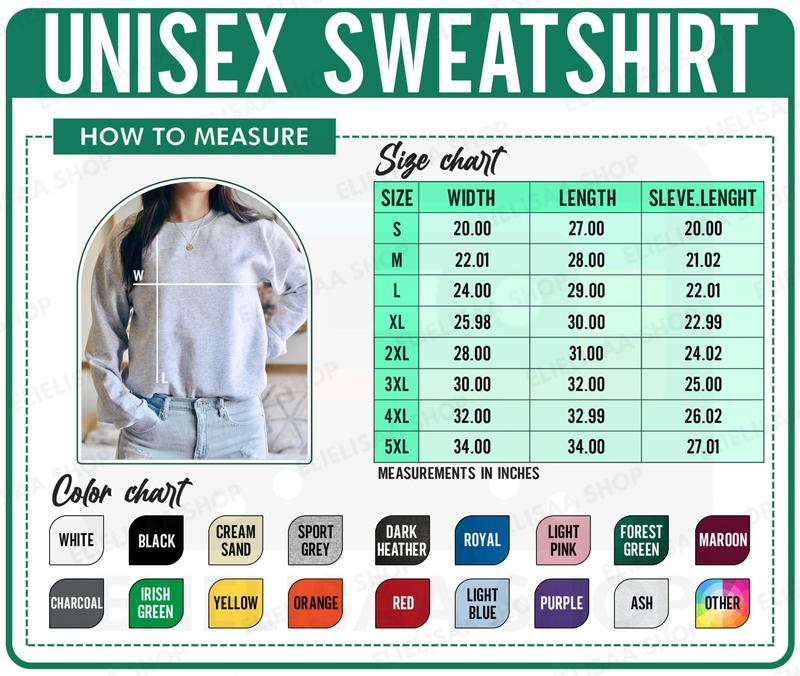 UNISEX SWEATSHIRT
HOW TO MEASURE
W
L
Size chart
SIZE WIDTH LENGTH SLEVE.LENGHT
S 20.00 27.00 20.00
M 22.01 28.00 21.02
L 24.00 29.00 22.01
XL 25.98 30.00 22.99
2XL 28.00 31.00 24.02
3XL 30.00 32.00 25.00
4XL 32.00 32.99 26.02
5XL 34.00 34.00 27.01
MEASUREMENTS IN INCHES
Color chart
WHITE BLACK CREAM SAND SPORT GREY DARK HEATHER ROYAL LIGHT PINK FOREST GREEN MAROON
CHARCOAL IRISH GREEN YELLOW ORANGE RED LIGHT BLUE PURPLE ASH OTHER
ELIELISAA SHOP